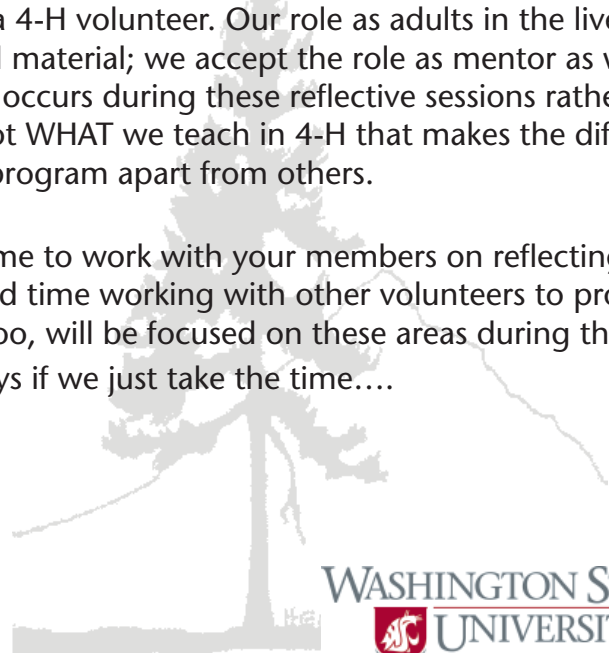 a 4-H volunteer. Our role as adults in the live
material; we accept the role as mentor as w
occurs during these reflective sessions rathe
ot WHAT we teach in 4-H that makes the dif
program apart from others.
me to work with your members on reflecting
d time working with other volunteers to pro
oo, will be focused on these areas during th
ys if we just take the time....
WASHINGTON S
UNIVERSI